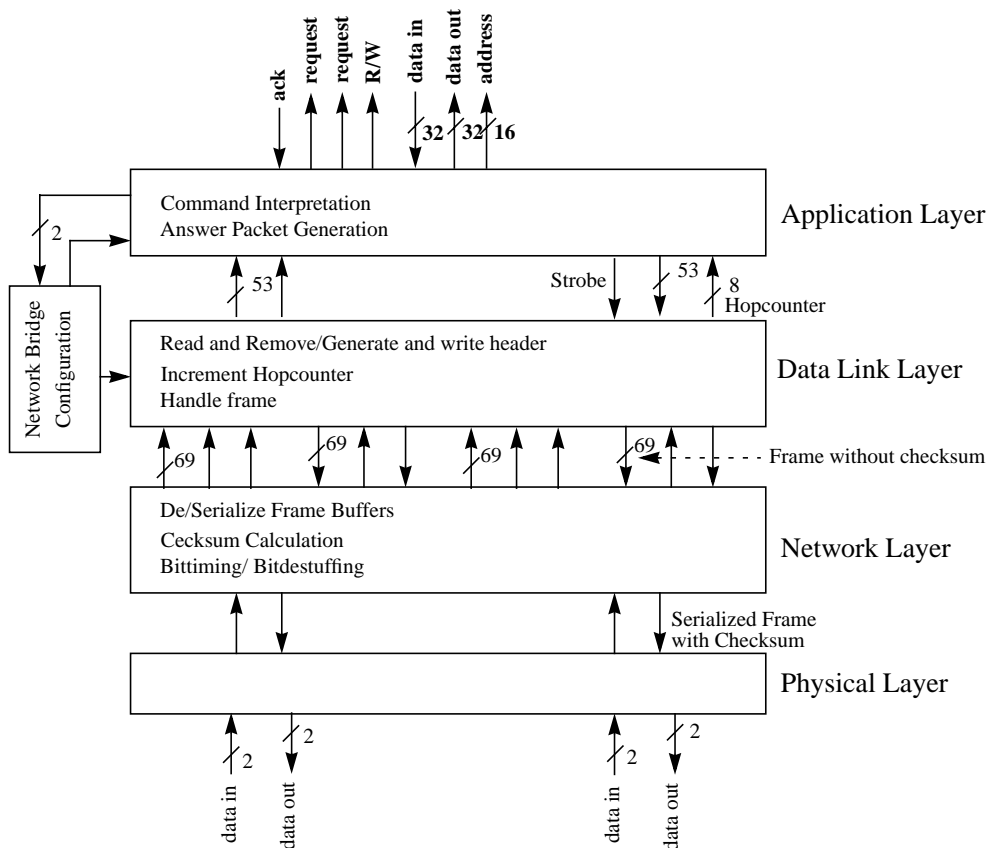 ack
request
request
R/W
data in
data out
address
32
32
16
Command Interpretation
Answer Packet Generation
Application Layer
2
53
Strobe
53
8
Hopcounter
Network Bridge
Configuration
Read and Remove/Generate and write header
Increment Hopcounter
Handle frame
Data Link Layer
69
69
69
69
Frame without checksum
De/Serialize Frame Buffers
Cecksum Calculation
Bittiming/ Bitdestuffing
Network Layer
Serialized Frame
with Checksum
Physical Layer
2
2
2
2
data in
data out
data in
data out